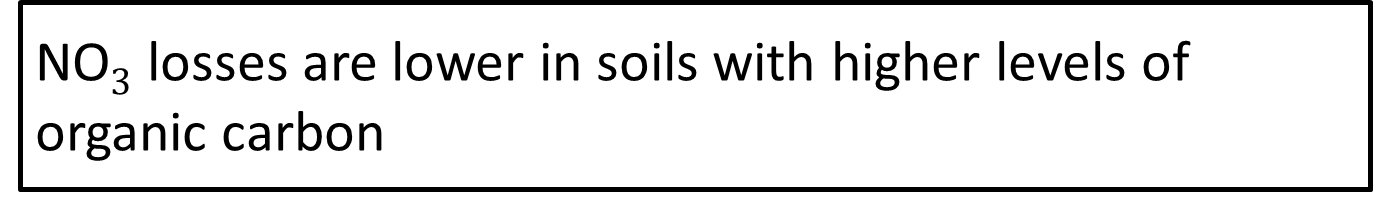 NO₃ losses are lower in soils with higher levels of
organic carbon